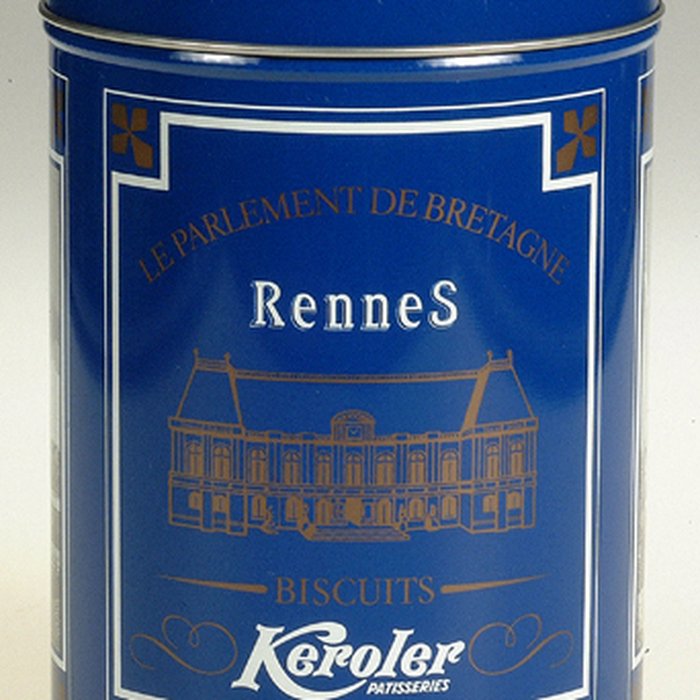 LE PARLEMENT DE BRETAGNE
RenneS
BISCUITS
Keroler
PATISSERIES